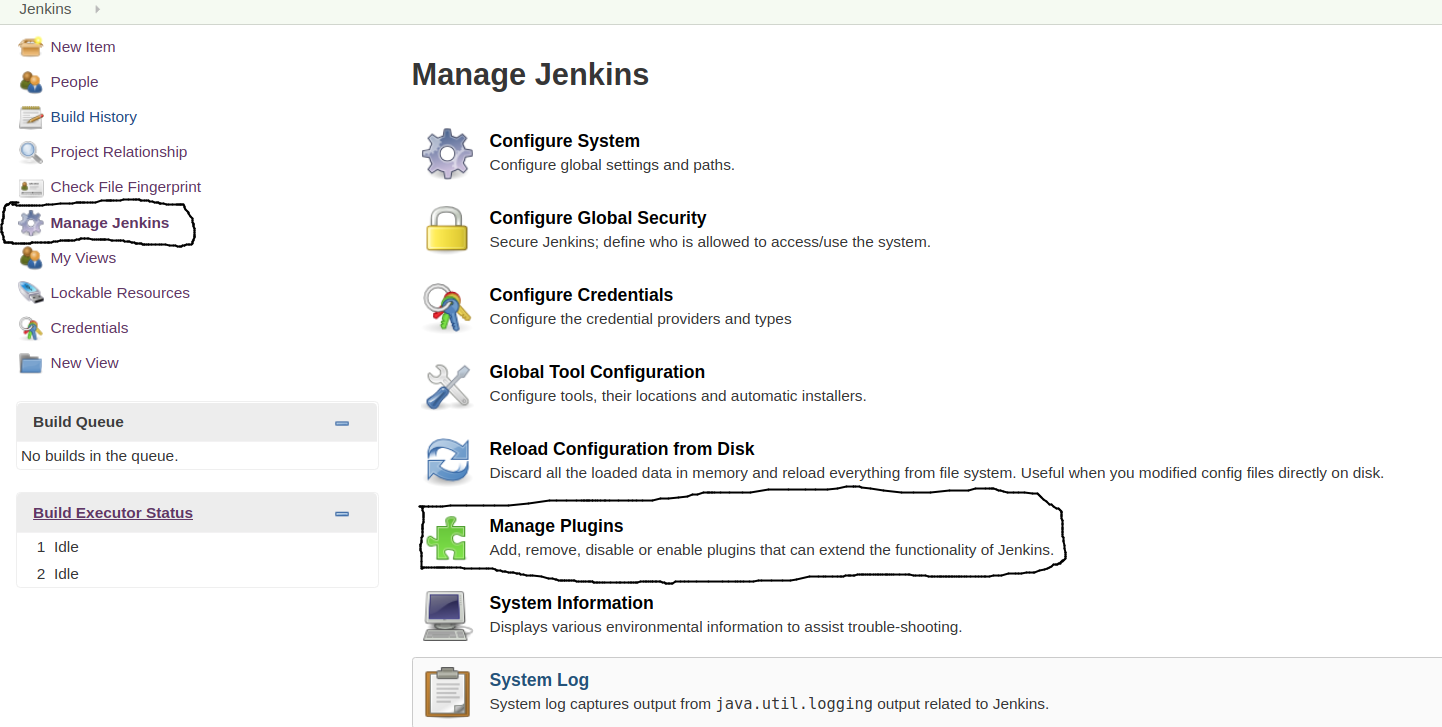 Jenkins
New Item
People
Build History
Project Relationship
Check File Fingerprint
Manage Jenkins
My Views
Lockable Resources
Credentials
New View
Build Queue
No builds in the queue.
Build Executor Status
1 Idle
2 Idle
Manage Jenkins
Configure System
Configure global settings and paths.
Configure Global Security
Secure Jenkins; define who is allowed to access/use the system.
Configure Credentials
Configure the credential providers and types
Global Tool Configuration
Configure tools, their locations and automatic installers.
Reload Configuration from Disk
Discard all the loaded data in memory and reload everything from file system. Useful when you modified config files directly on disk.
Manage Plugins
Add, remove, disable or enable plugins that can extend the functionality of Jenkins.
System Information
Displays various environmental information to assist trouble-shooting.
System Log
System log captures output from java.util.logging output related to Jenkins.